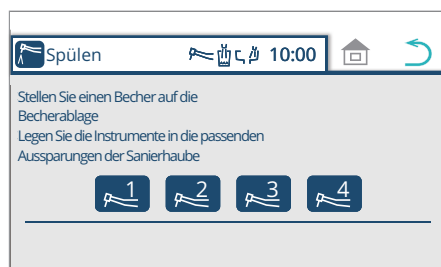 Spülen 10:00
Stellen Sie einen Becher auf die
Becherablage
Legen Sie die Instrumente in die passenden
Aussparungen der Sanierhaube
1 2 3 4